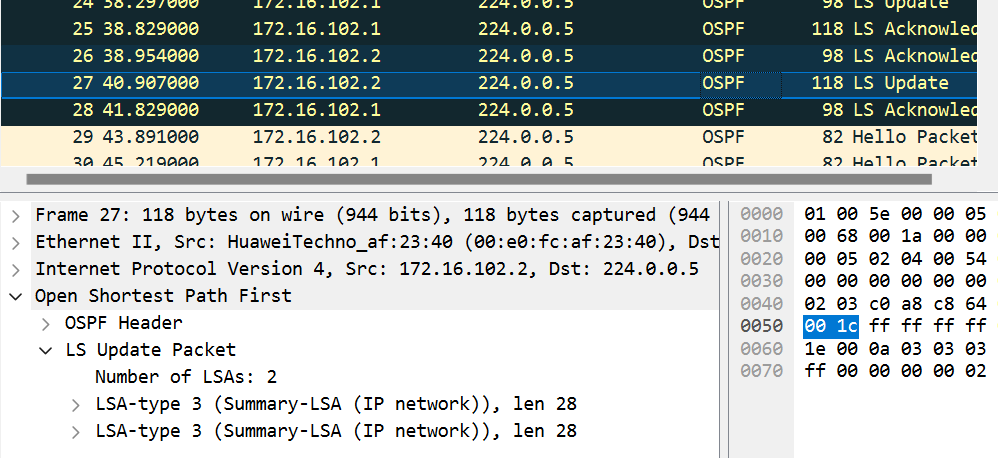 24 38.297000 172.16.102.1 224.0.0.5 OSPF 98 LS Update
25 38.829000 172.16.102.1 224.0.0.5 OSPF 118 LS Acknowled
26 38.954000 172.16.102.2 224.0.0.5 OSPF 98 LS Acknowled
27 40.907000 172.16.102.2 224.0.0.5 OSPF 118 LS Update
28 41.829000 172.16.102.1 224.0.0.5 OSPF 98 LS Acknowled
29 43.891000 172.16.102.2 224.0.0.5 OSPF 82 Hello Packet
30 45.219000 172.16.102.1 224.0.0.5 OSPF 82 Hello Packet
Frame 27: 118 bytes on wire (944 bits), 118 bytes captured (944
Ethernet II, Src: HuaweiTechno_af:23:40 (00:e0:fc:af:23:40), Dst
Internet Protocol Version 4, Src: 172.16.102.2, Dst: 224.0.0.5
Open Shortest Path First
OSPF Header
LS Update Packet
Number of LSAs: 2
LSA-type 3 (Summary-LSA (IP network)), len 28
LSA-type 3 (Summary-LSA (IP network)), len 28
0000 01 00 5e 00 00 05
0010 00 68 00 1a 00 00
0020 00 05 02 04 00 54
0030 00 00 00 00 00 00
0040 02 03 c0 a8 c8 64
0050 00 1c ff ff ff ff
0060 1e 00 0a 03 03 03
0070 ff 00 00 00 00 02